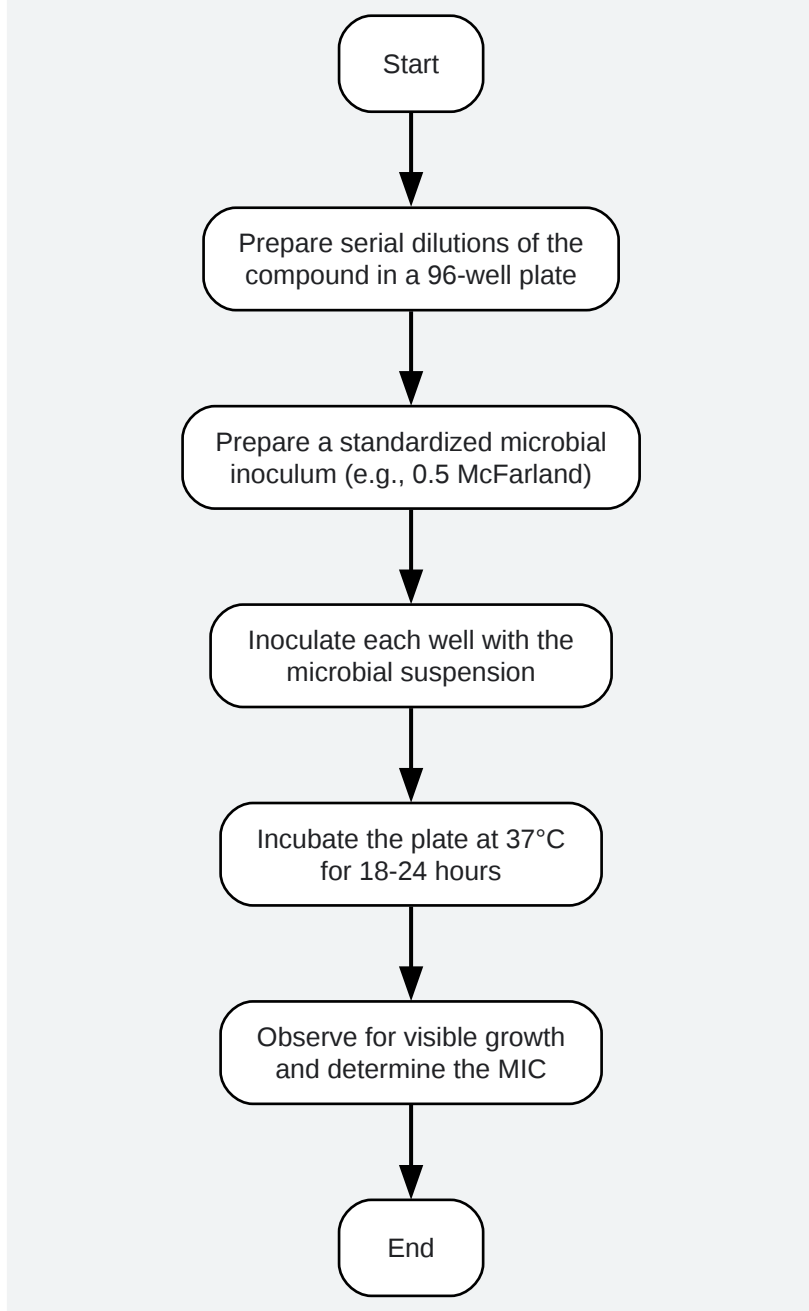 Start
Prepare serial dilutions of the
compound in a 96-well plate
Prepare a standardized microbial
inoculum (e.g., 0.5 McFarland)
Inoculate each well with the
microbial suspension
Incubate the plate at 37°C
for 18-24 hours
Observe for visible growth
and determine the MIC
End